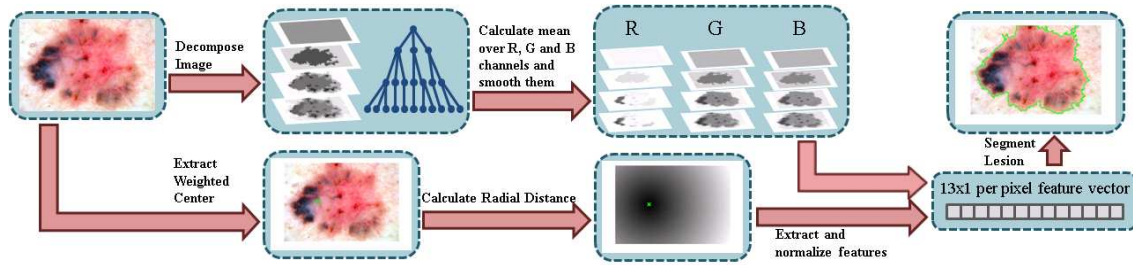 Decompose
Image
Calculate mean
over R, G and B
channels and
smooth them
R G B
Segment
Lesion
Extract
Weighted
Center
Calculate Radial Distance
Extract and
normalize features
13x1 per pixel feature vector